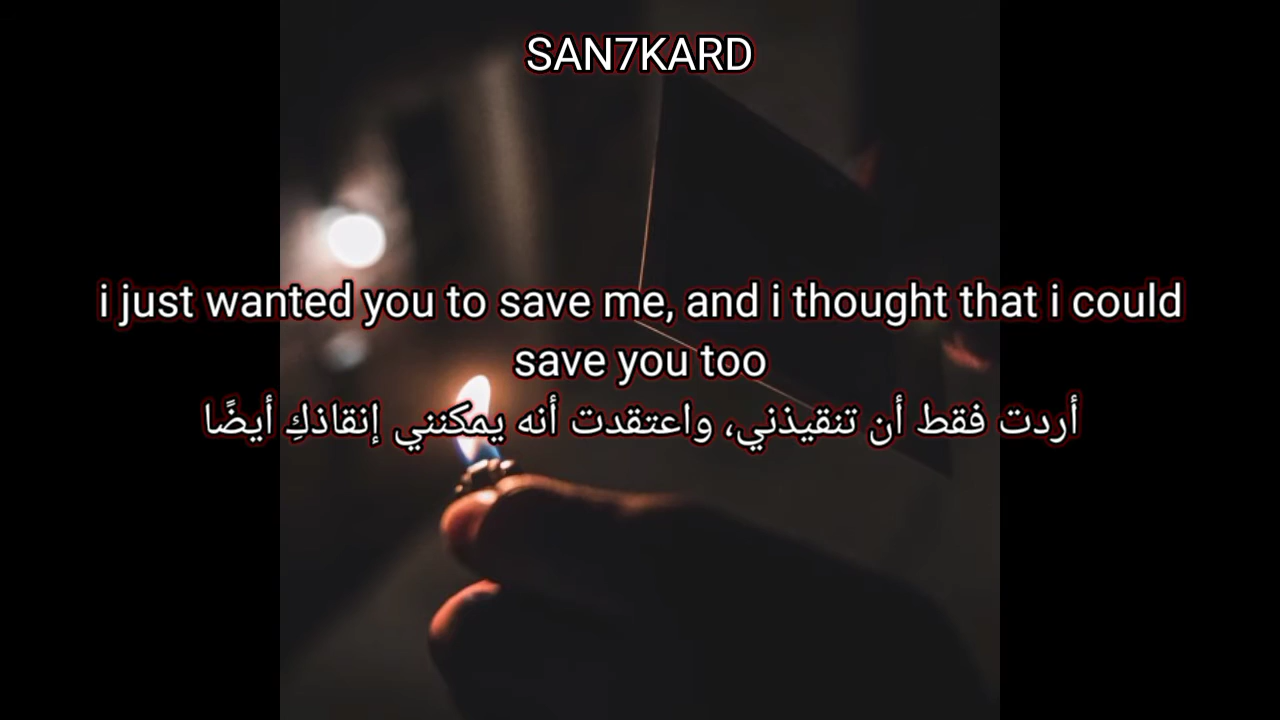 SAN7KARD
i just wanted you to save me, and i thought that i could
save you too
أردت فقط أن تنقيذني، واعتقدت أنه يمكنني إنقاذكِ أيضًا